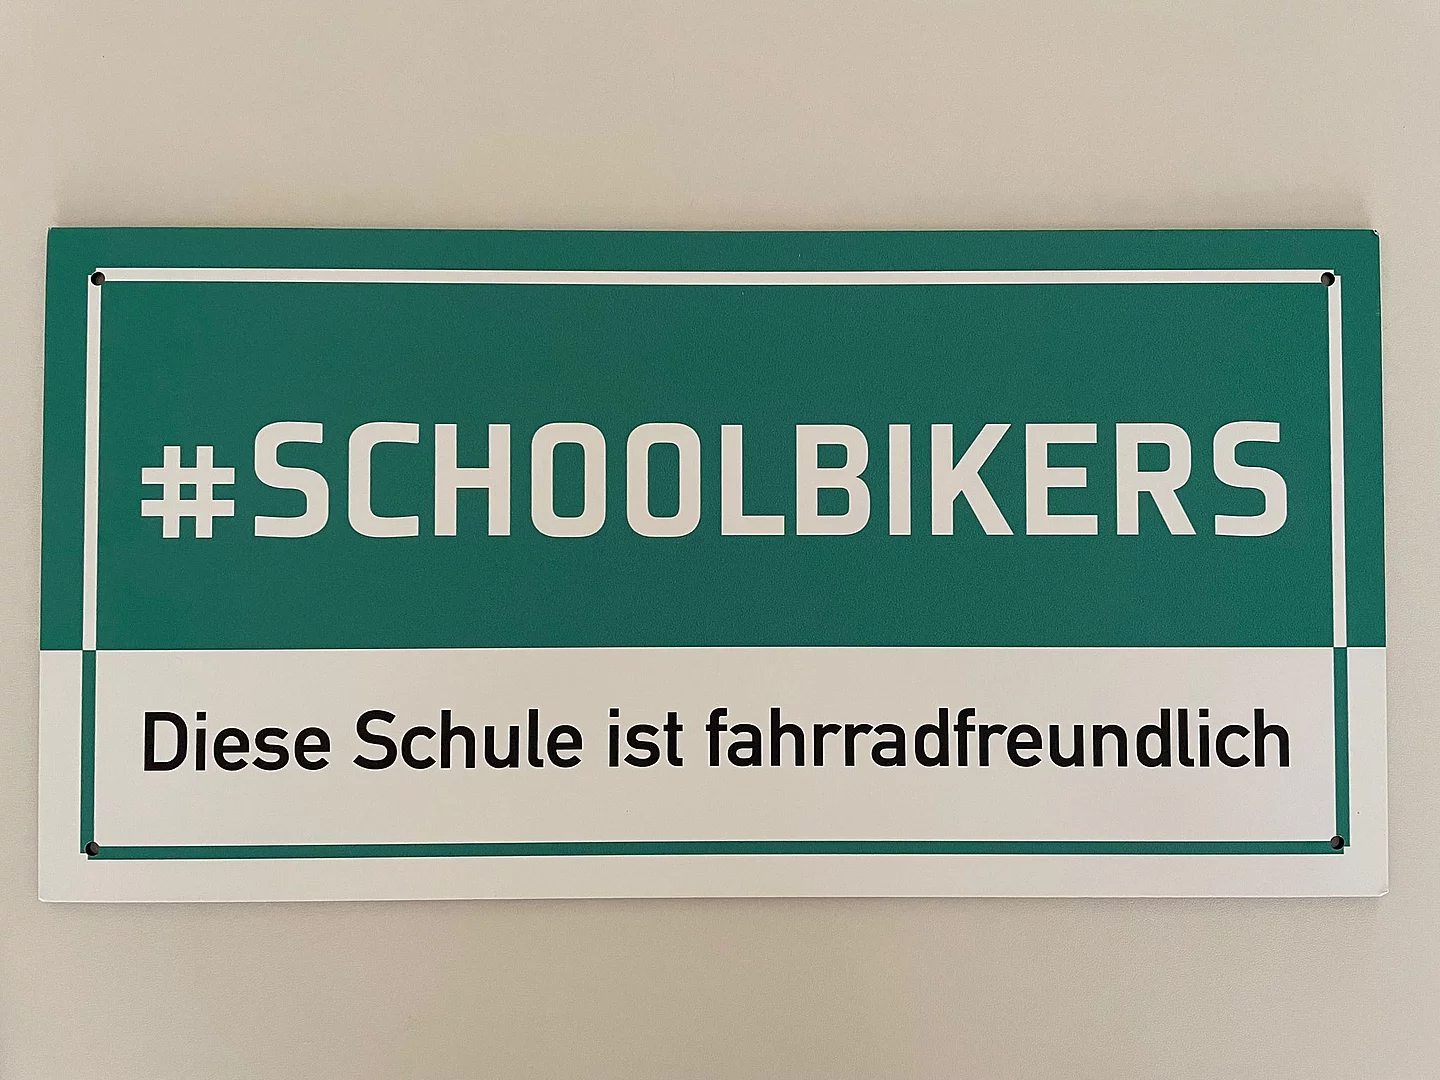 #SCHOOLBIKERS
Diese Schule ist fahrradfreundlich